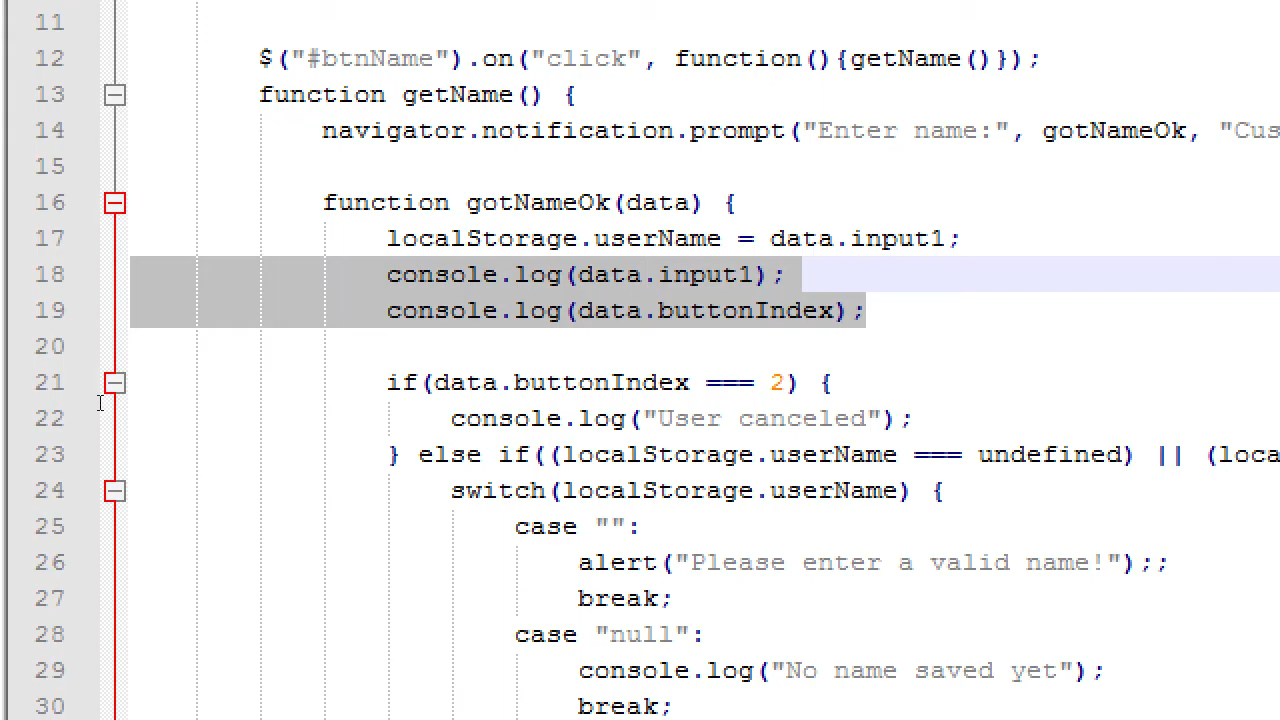 11
12 $("#btnName").on("click", function(){getName()});
13 function getName() {
14 navigator.notification.prompt("Enter name:", gotNameOk, "Cus
15
16 function gotNameOk(data) {
17 localStorage.userName = data.input1;
18 console.log(data.input1);
19 console.log(data.buttonIndex);
20
21 if(data.buttonIndex === 2) {
22 console.log("User canceled");
23 } else if((localStorage.userName === undefined) || (loca
24 switch(localStorage.userName) {
25 case "":
26 alert("Please enter a valid name!");;
27 break;
28 case "null":
29 console.log("No name saved yet");
30 break;